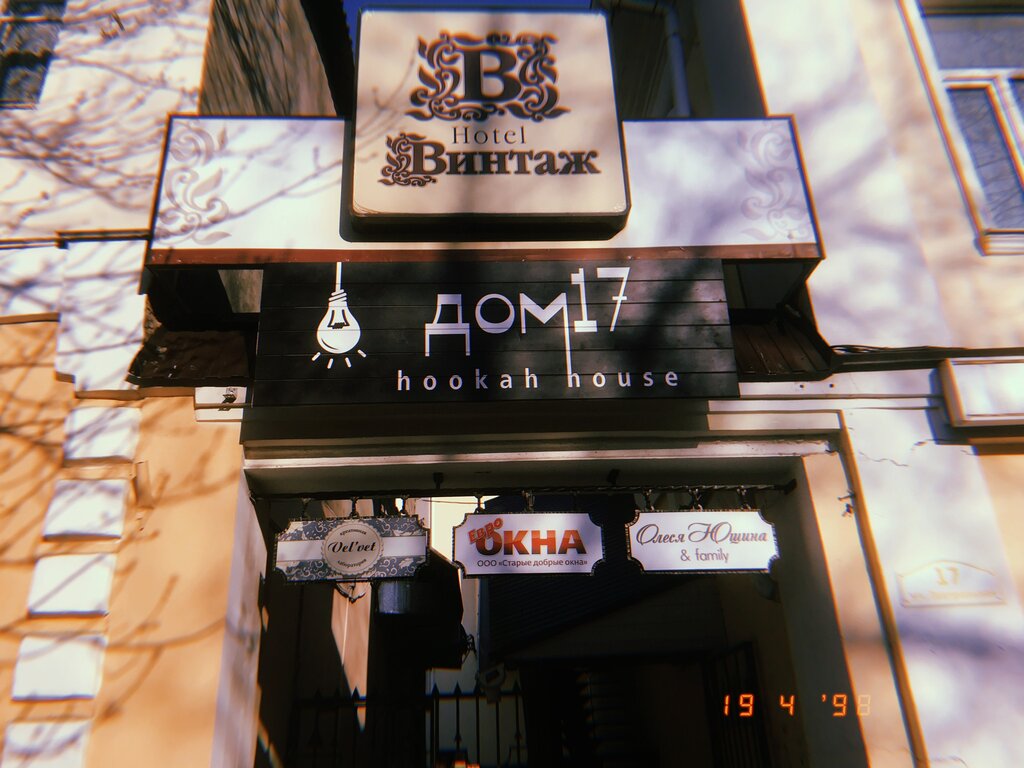 В
Hotel
Винтаж
дом17
hookah house
Vel'vet
ЕВРО
ОКНА
ООО «Старые добрые окна»
Олеся Юшина
& family
17
19 4 '98